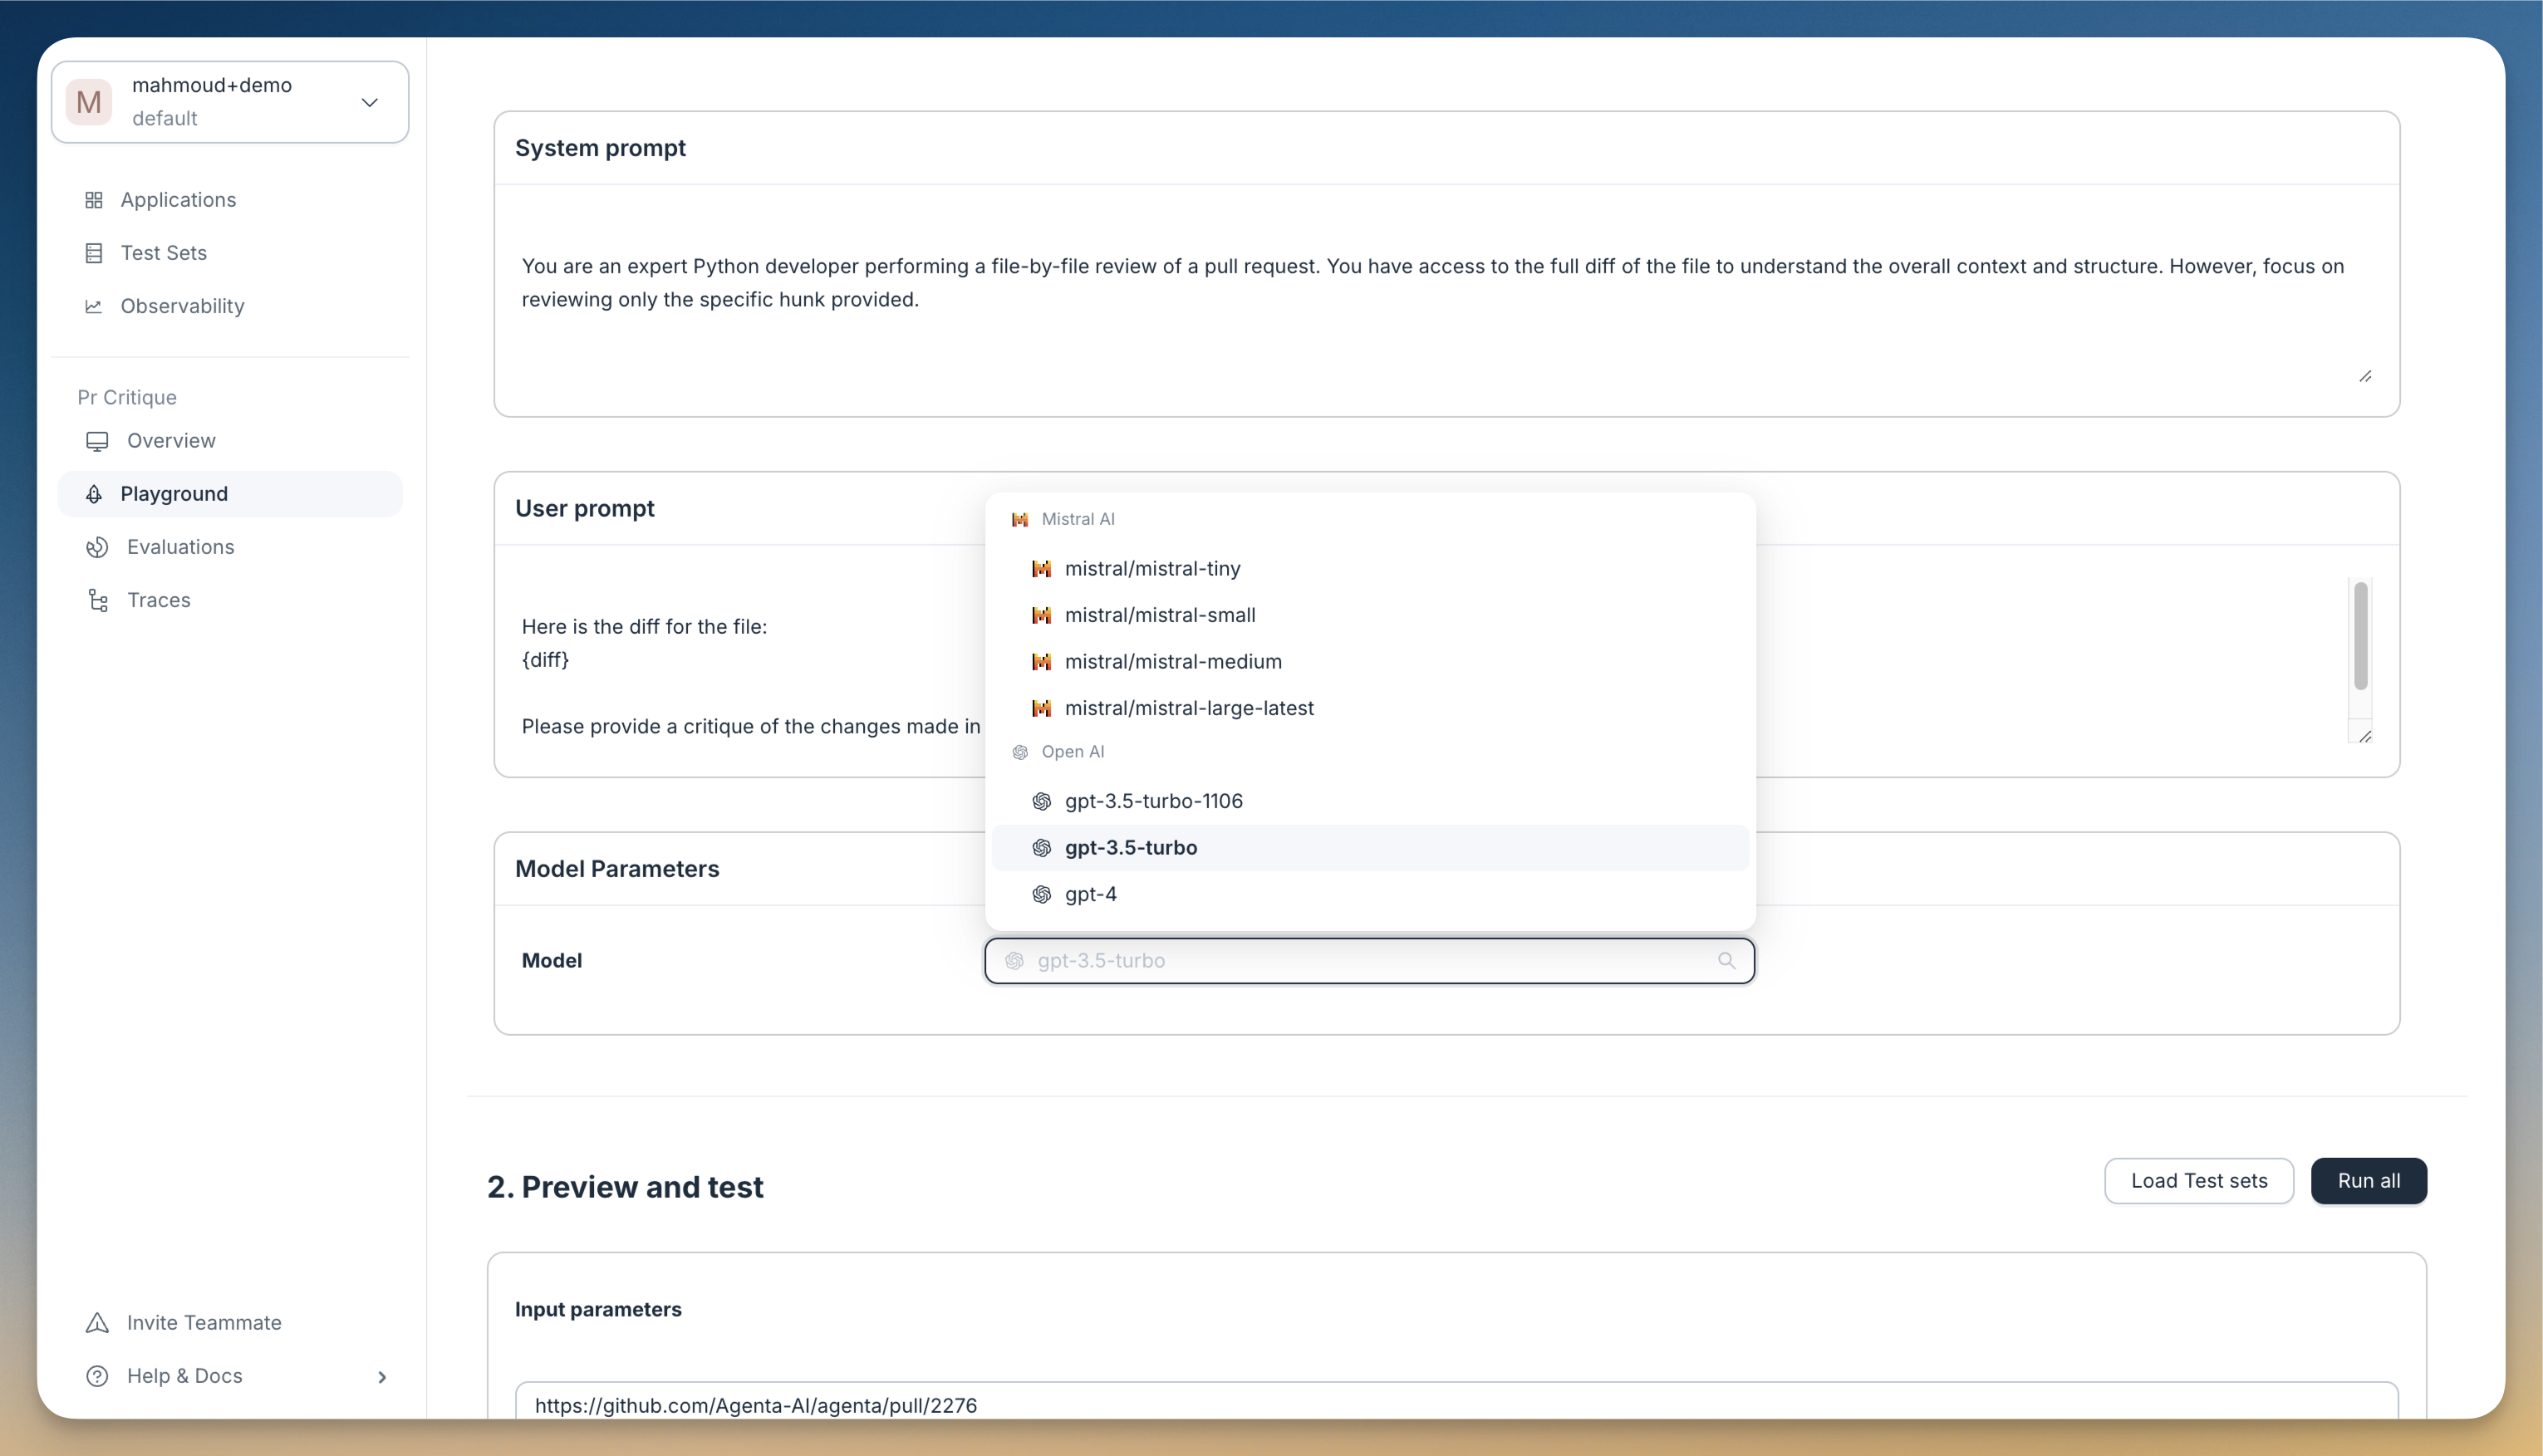 M
mahmoud+demo
default
Applications
Test Sets
Observability
Pr Critique
Overview
Playground
Evaluations
Traces
Invite Teammate
Help & Docs
System prompt
You are an expert Python developer performing a file-by-file review of a pull request. You have access to the full diff of the file to understand the overall context and structure. However, focus on
reviewing only the specific hunk provided.
User prompt
Here is the diff for the file:
{diff}
Please provide a critique of the changes made in
Mistral AI
mistral/mistral-tiny
mistral/mistral-small
mistral/mistral-medium
mistral/mistral-large-latest
Open AI
gpt-3.5-turbo-1106
gpt-3.5-turbo
gpt-4
Model Parameters
Model
gpt-3.5-turbo
2. Preview and test
Load Test sets
Run all
Input parameters
https://github.com/Agenta-AI/agenta/pull/2276